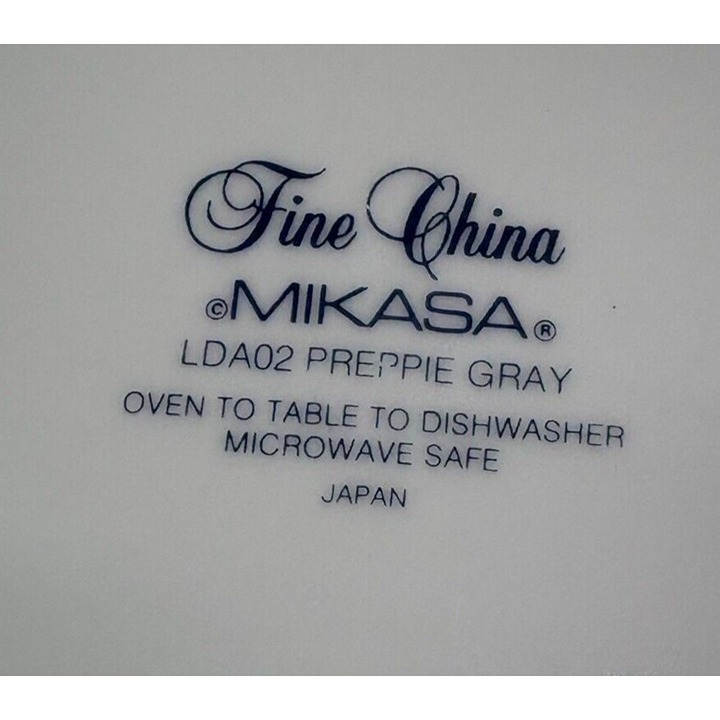 Fine China
©MIKASA®
LDA02 PREPPIE GRAY
OVEN TO TABLE TO DISHWASHER
MICROWAVE SAFE
JAPAN